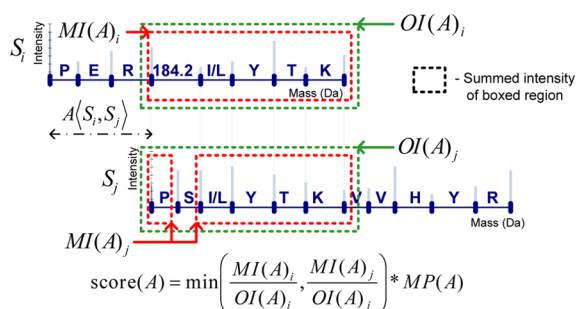 MI(A)i
OI(A)i
Si
Intensity
P E R 184.2 I/L Y T K
Mass (Da)
- Summed intensity
of boxed region
A⟨Si,Sj⟩
OI(A)j
Sj
Intensity
P S I/L Y T K V V H Y R
Mass (Da)
MI(A)j
score(A) = min(MI(A)i/OI(A)i, MI(A)j/OI(A)j) * MP(A)